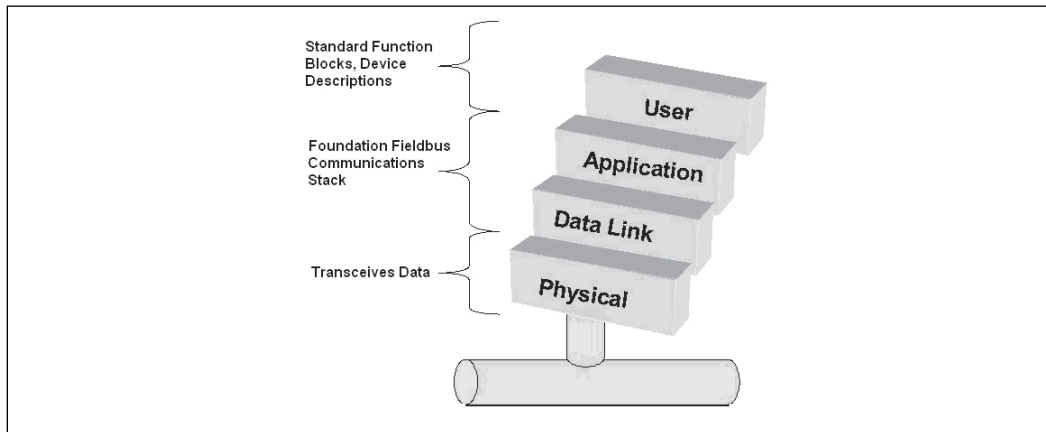 Standard Function
Blocks, Device
Descriptions
User
Foundation Fieldbus
Communications
Stack
Application
Data Link
Transceives Data
Physical